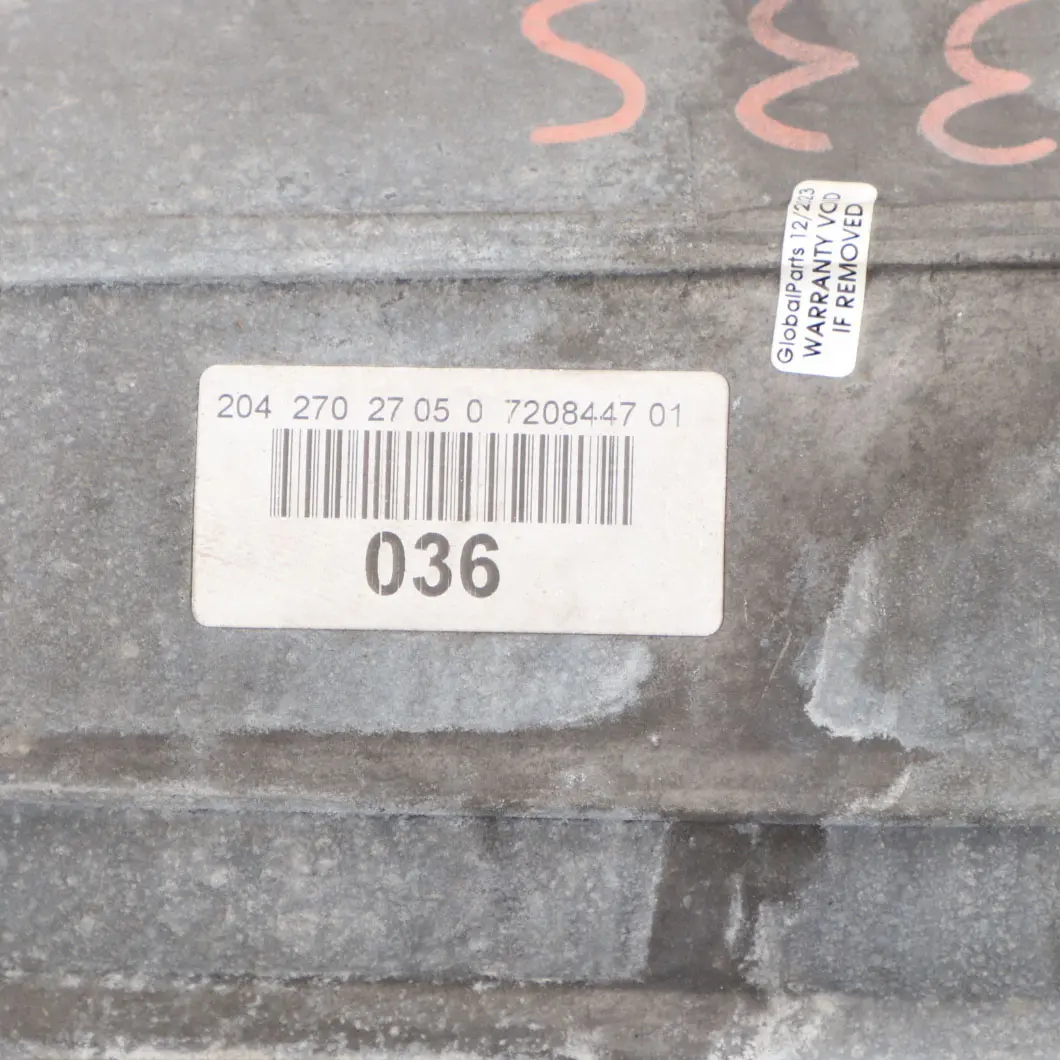 GlobalParts 12/2023
WARRANTY VOID
IF REMOVED
204 270 27 05 0 7208447 01
036